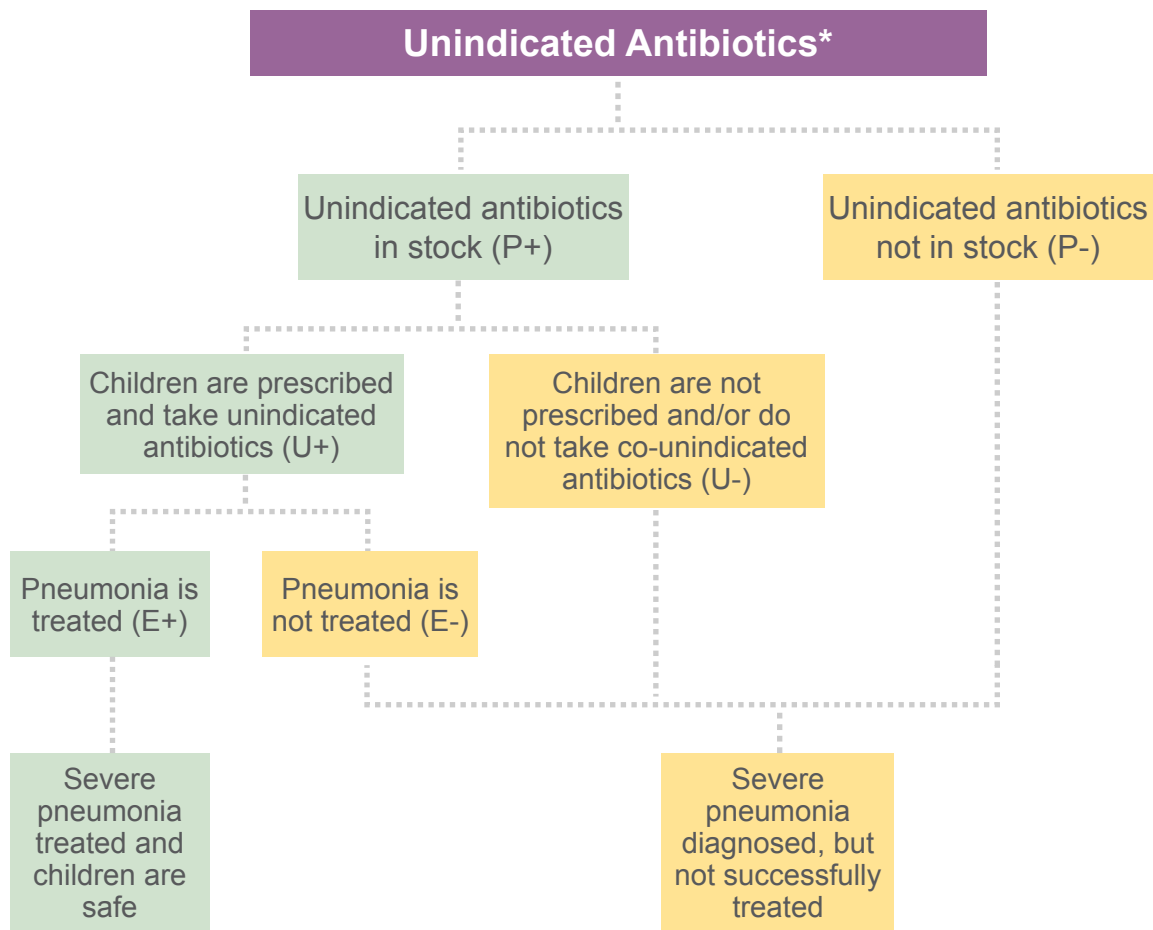 Unindicated Antibiotics*
Unindicated antibiotics
in stock (P+)
Unindicated antibiotics
not in stock (P-)
Children are prescribed
and take unindicated
antibiotics (U+)
Children are not
prescribed and/or do
not take co-unindicated
antibiotics (U-)
Pneumonia is
treated (E+)
Pneumonia is
not treated (E-)
Severe
pneumonia
treated and
children are
safe
Severe
pneumonia
diagnosed, but
not successfully
treated